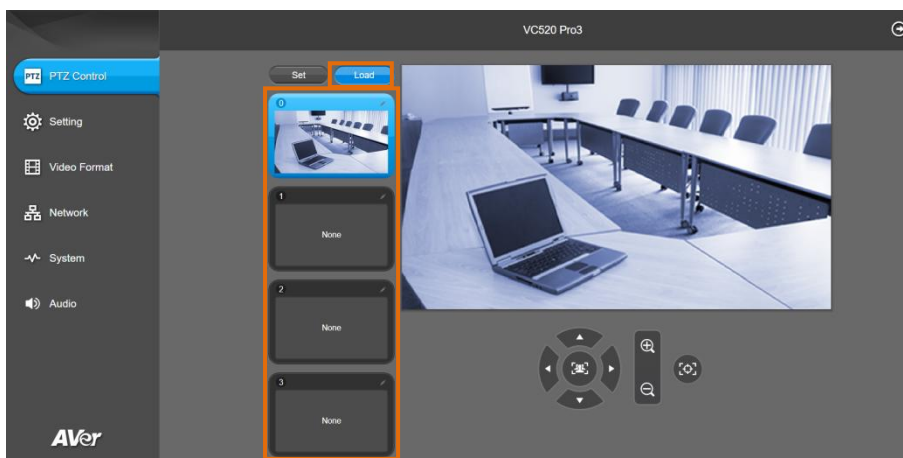 VC520 Pro3
PTZ PTZ Control
Setting
Video Format
Network
System
Audio
AVer
Set Load
0
1
None
2
None
3
None